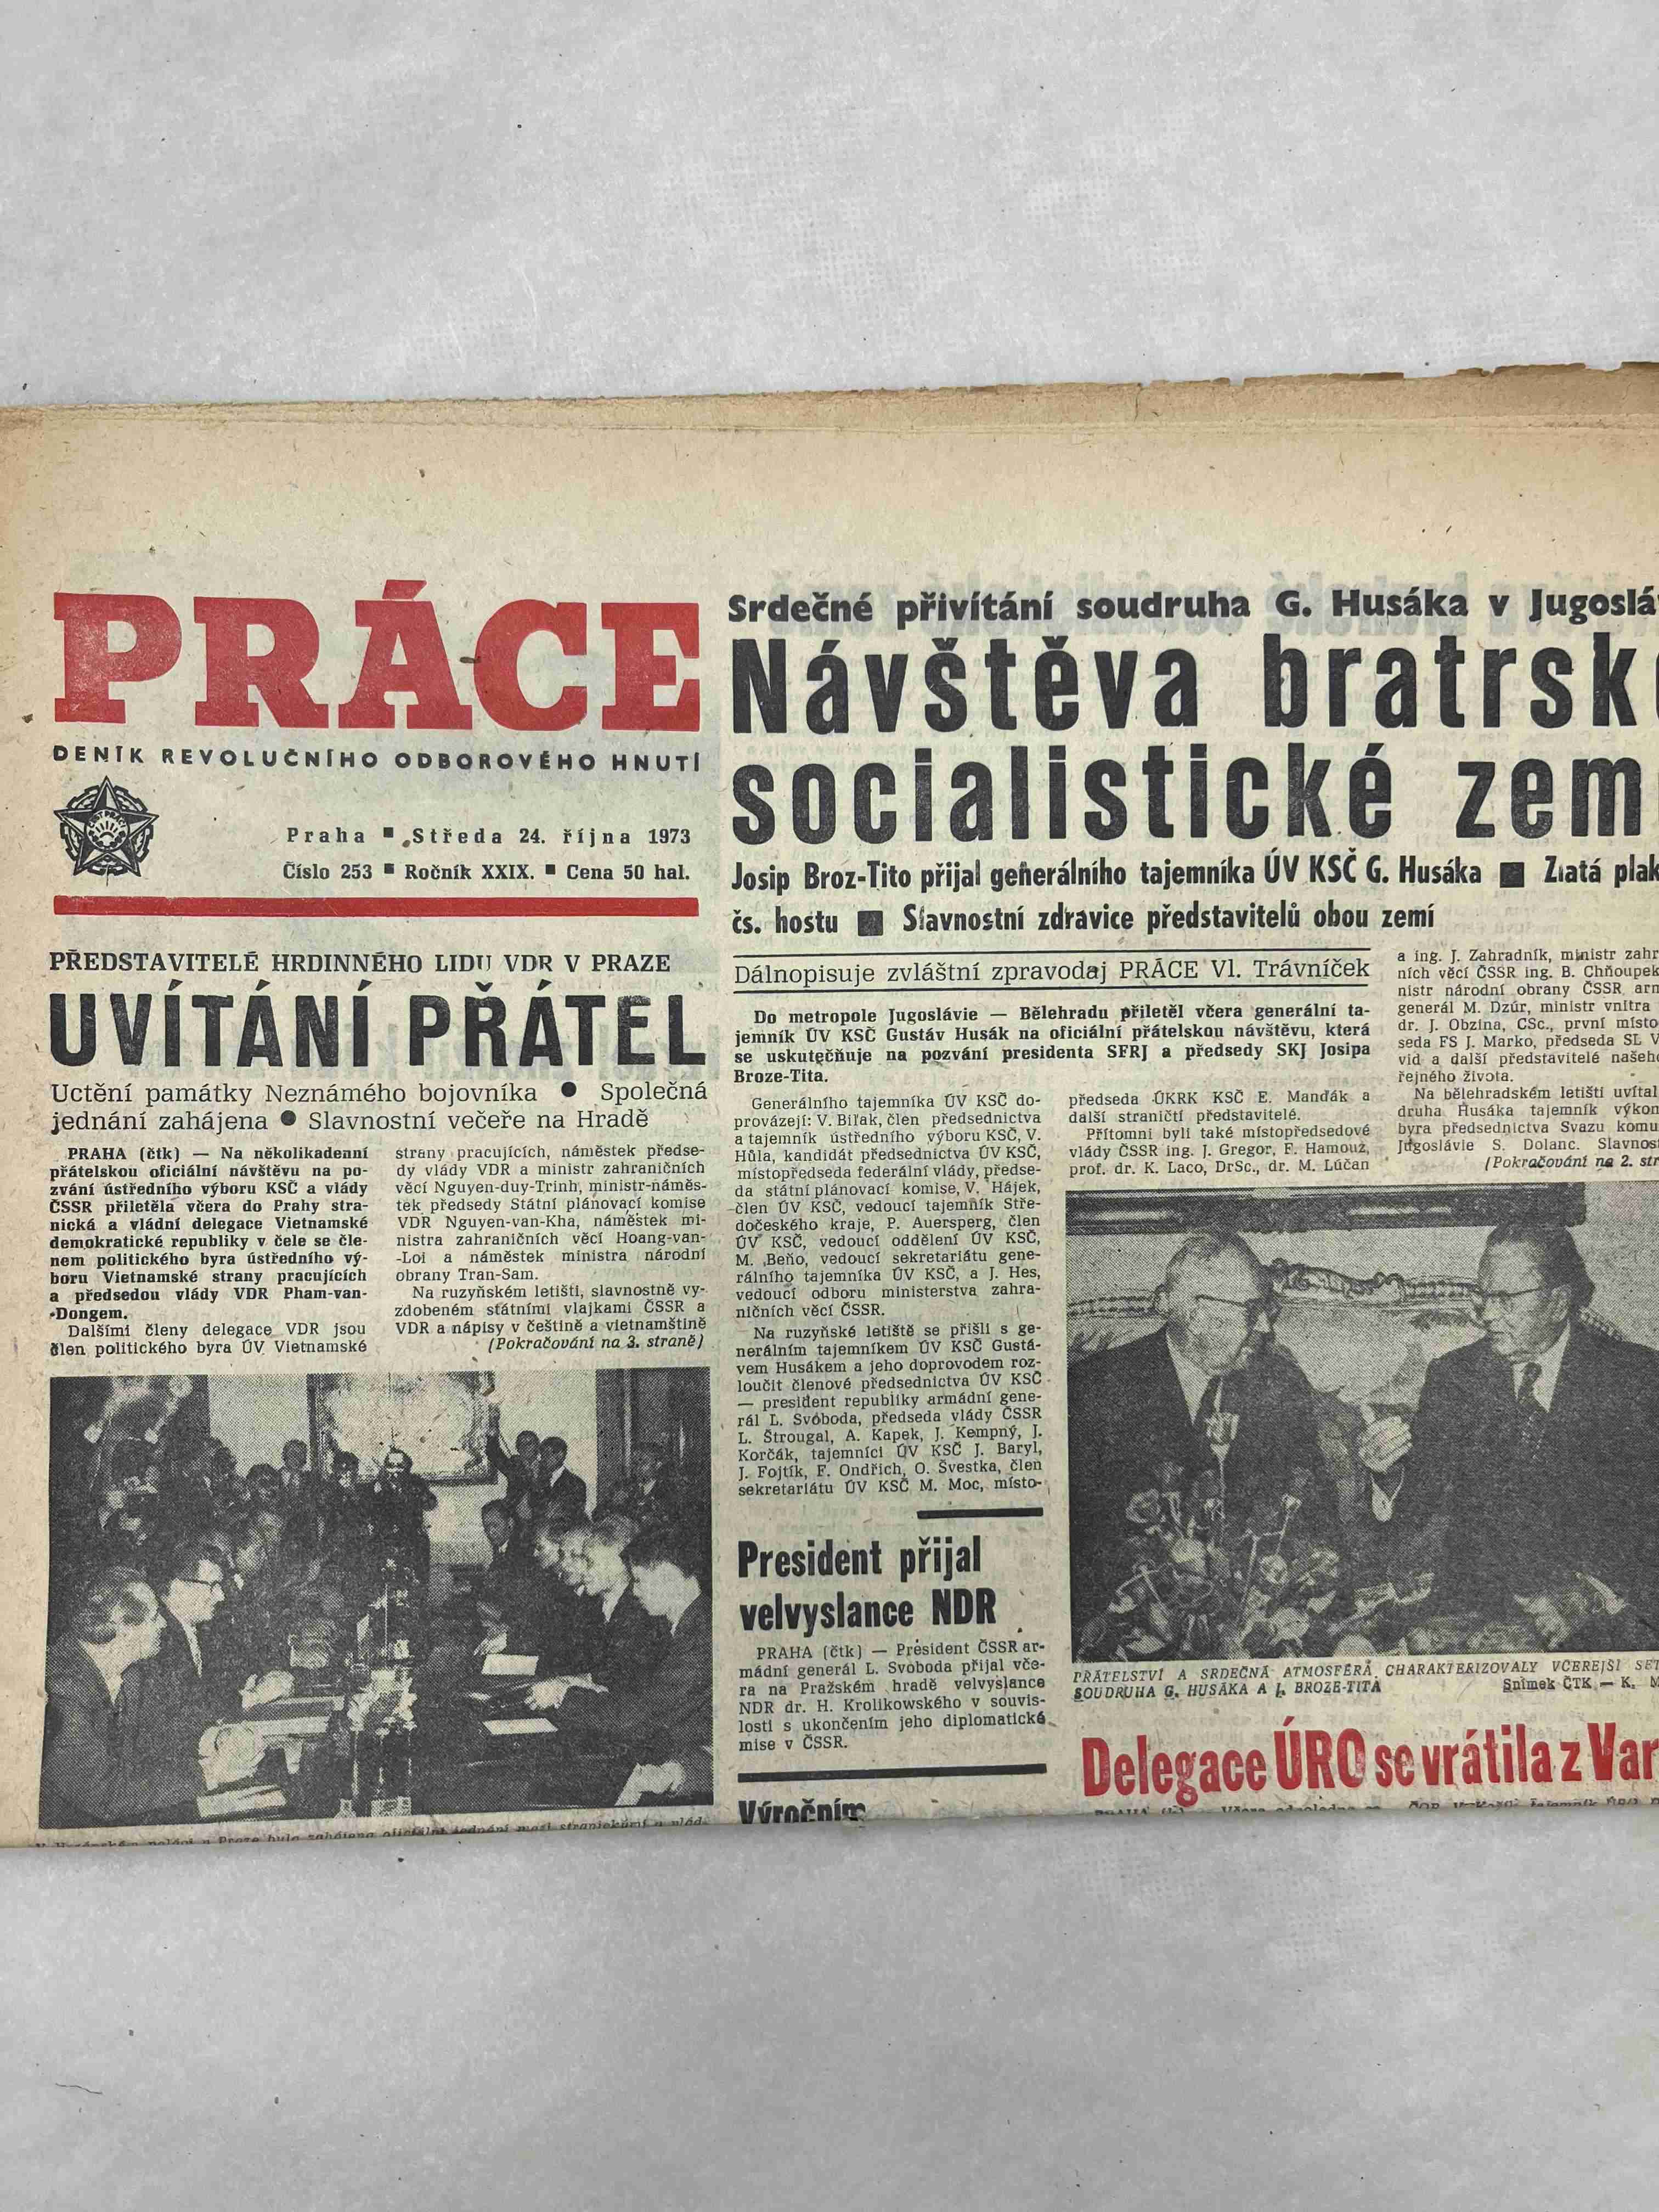 PRÁCE
DENÍK REVOLUČNÍHO ODBOROVÉHO HNUTÍ
Praha ■ Středa 24. října 1973
Číslo 253 ■ Ročník XXIX. ■ Cena 50 hal.
PŘEDSTAVITELÉ HRDINNÉHO LIDU VDR V PRAZE
UVÍTÁNÍ PŘÁTEL
Uctění památky Neznámého bojovníka ● Společná
jednání zahájena ● Slavnostní večeře na Hradě
PRAHA (čtk) — Na několikadenní
přátelskou oficiální návštěvu na po-
zvání ústředního výboru KSČ a vlády
ČSSR přiletěla včera do Prahy stra-
nická a vládní delegace Vietnamské
demokratické republiky v čele se čle-
nem politického byra ústředního vý-
boru Vietnamské strany pracujících
a předsedou vlády VDR Pham-van-
-Dongem.
Dalšími členy delegace VDR jsou
člen politického byra ÚV Vietnamské
strany pracujících, náměstek předse-
dy vlády VDR a ministr zahraničních
věcí Nguyen-duy-Trinh, ministr-náměs-
tek předsedy Státní plánovací komise
VDR Nguyen-van-Kha, náměstek mi-
nistra zahraničních věcí Hoang-van-
-Loi a náměstek ministra národní
obrany Tran-Sam.
Na ruzyňském letišti, slavnostně vy-
zdobeném státními vlajkami ČSSR a
VDR a nápisy v češtině a vietnamštině
(Pokračování na 3. straně)
V Praze byla zahájena oficiální jednání mezi stranickými a vlád-
Srdečné přivítání soudruha G. Husáka v Jugoslá
Návštěva bratrsk
socialistické zem
Josip Broz-Tito přijal generálního tajemníka ÚV KSČ G. Husáka ■ Zlatá plak
čs. hostu ■ Slavnostní zdravice představitelů obou zemí
Dálnopisuje zvláštní zpravodaj PRÁCE Vl. Trávníček
Do metropole Jugoslávie — Bělehradu přiletěl včera generální ta-
jemník ÚV KSČ Gustáv Husák na oficiální přátelskou návštěvu, která
se uskutečňuje na pozvání presidenta SFRJ a předsedy SKJ Josipa
Broze-Tita.
Generálního tajemníka ÚV KSČ do-
provázejí: V. Biľak, člen předsednictva
a tajemník ústředního výboru KSČ, V.
Hůla, kandidát předsednictva ÚV KSČ,
místopředseda federální vlády, předse-
da státní plánovací komise, V. Hájek,
člen ÚV KSČ, vedoucí tajemník Stře-
dočeského kraje, P. Auersperg, člen
ÚV KSČ, vedoucí oddělení ÚV KSČ,
M. Beňo, vedoucí sekretariátu gene-
rálního tajemníka ÚV KSČ, a J. Hes,
vedoucí odboru ministerstva zahra-
ničních věcí ČSSR.
Na ruzyňské letiště se přišli s ge-
nerálním tajemníkem ÚV KSČ Gustá-
vem Husákem a jeho doprovodem roz-
loučit členové předsednictva ÚV KSČ
— president republiky armádní gene-
rál L. Svoboda, předseda vlády ČSSR
L. Štrougal, A. Kapek, J. Kempný, J.
Korčák, tajemníci ÚV KSČ J. Baryl,
J. Fojtík, F. Ondřich, O. Švestka, člen
sekretariátu ÚV KSČ M. Moc, místo-
předseda ÚKRK KSČ E. Manďák a
další straničtí představitelé.
Přítomni byli také místopředsedové
vlády ČSSR ing. J. Gregor, F. Hamouz,
prof. dr. K. Laco, DrSc., dr. M. Lúčan
a ing. J. Zahradník, ministr zahr
ních věcí ČSSR ing. B. Chňoupek
nistr národní obrany ČSSR arm
generál M. Dzúr, ministr vnitra
dr. J. Obzina, CSc., první místo
seda FS J. Marko, předseda SL V
vid a další představitelé našeh
řejného života.
Na bělehradském letišti uvítal
druha Husáka tajemník výkon
byra předsednictva Svazu komu
Jugoslávie S. Dolanc. Slavnos
(Pokračování na 2. str
PŘÁTELSTVÍ A SRDEČNÁ ATMOSFÉRA CHARAKTERIZOVALY VČEREJŠÍ SET
SOUDRUHA G. HUSÁKA A J. BROZE-TITA
Snímek ČTK — K. M
President přijal
velvyslance NDR
PRAHA (čtk) — President ČSSR ar-
mádní generál L. Svoboda přijal vče-
ra na Pražském hradě velvyslance
NDR dr. H. Krolikowského v souvis-
losti s ukončením jeho diplomatické
mise v ČSSR.
Výročním
Delegace ÚRO se vrátila z Var